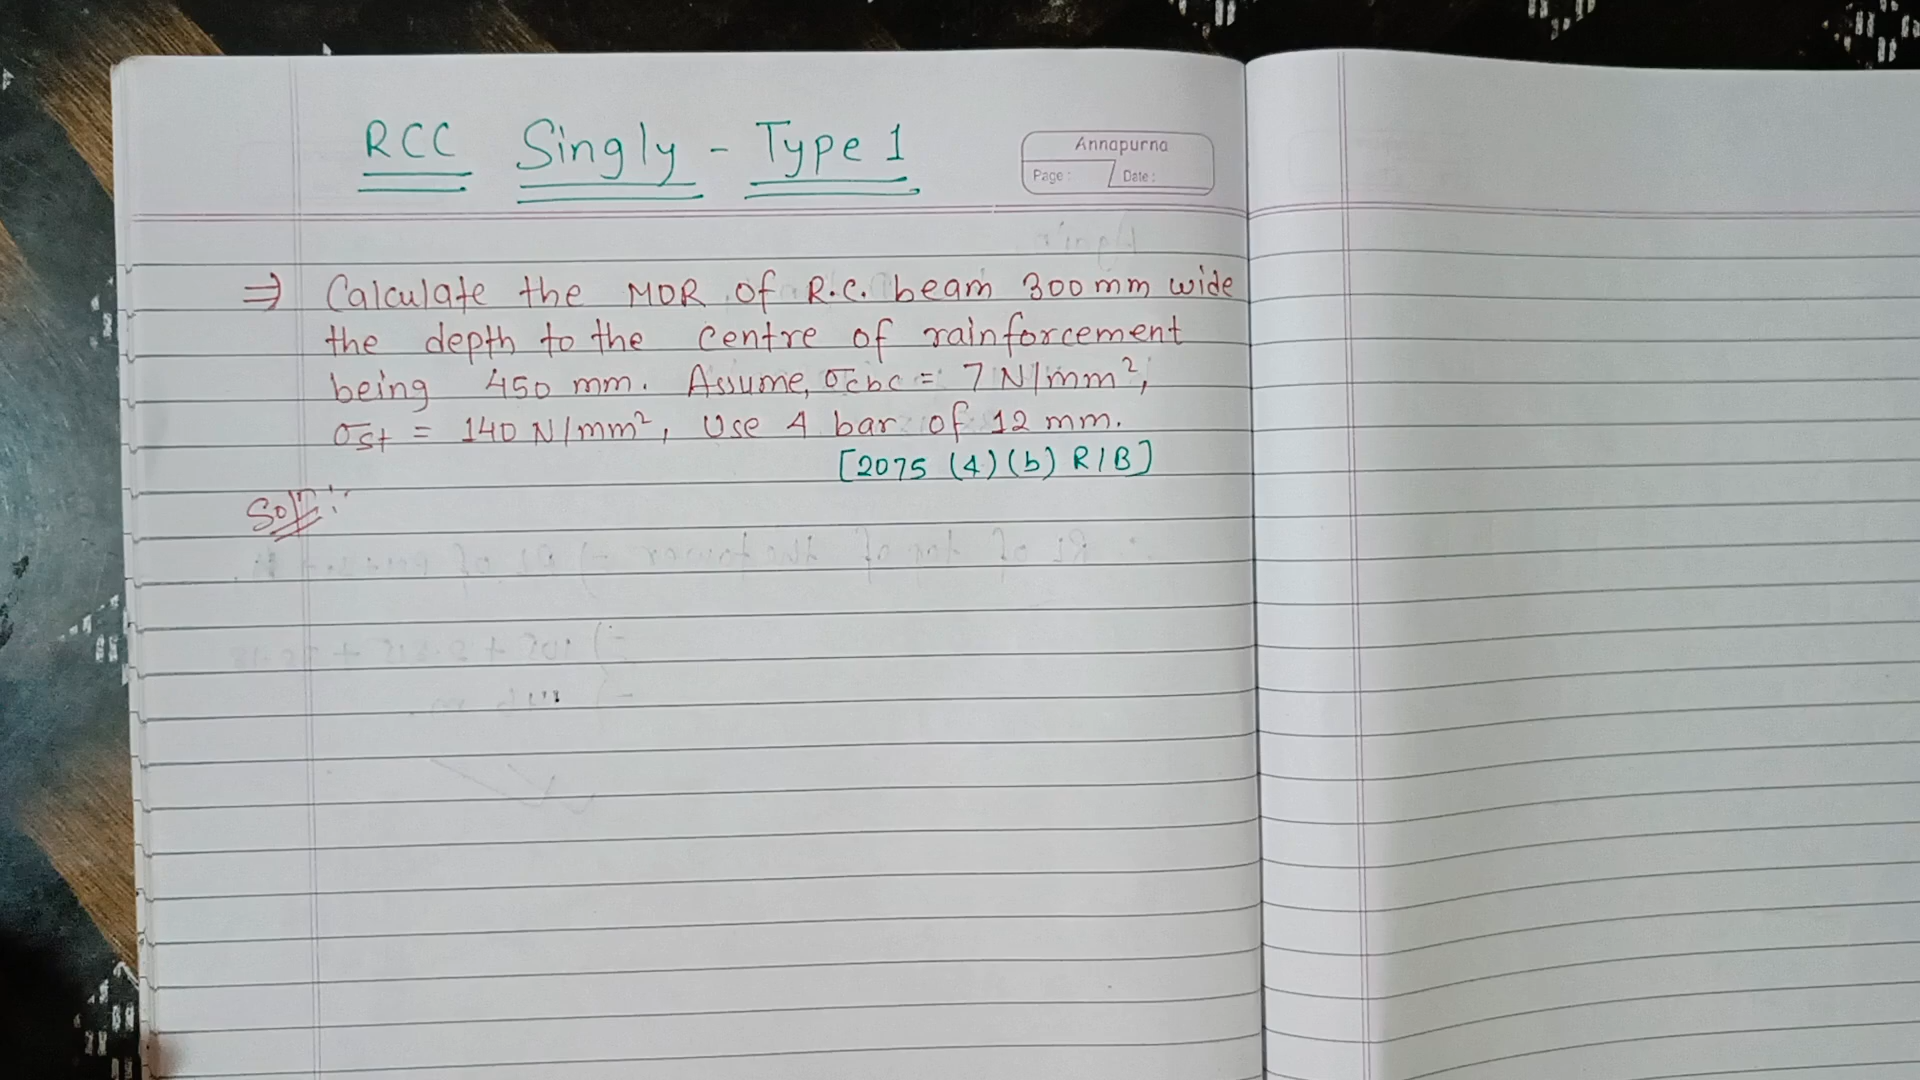 RCC Singly - Type 1
Annapurna
Page: Date:
⇒ Calculate the MOR of R.C. beam 300 mm wide
the depth to the centre of rainforcement
being 450 mm. Assume, σcbc = 7 N/mm²,
σst = 140 N/mm², Use 4 bar of 12 mm.
[2075 (4)(b) R/B]
Solⁿ:-